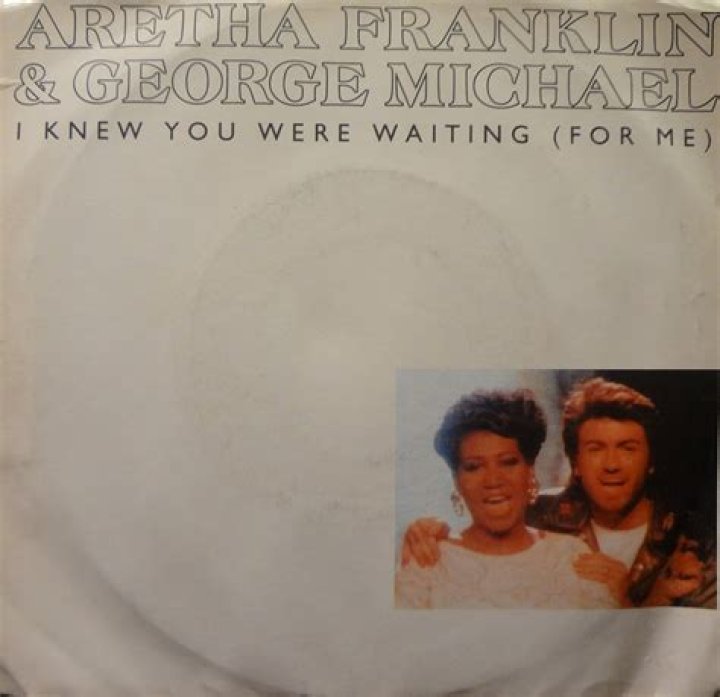 ARETHA FRANKLIN
& GEORGE MICHAEL
I KNEW YOU WERE WAITING (FOR ME)